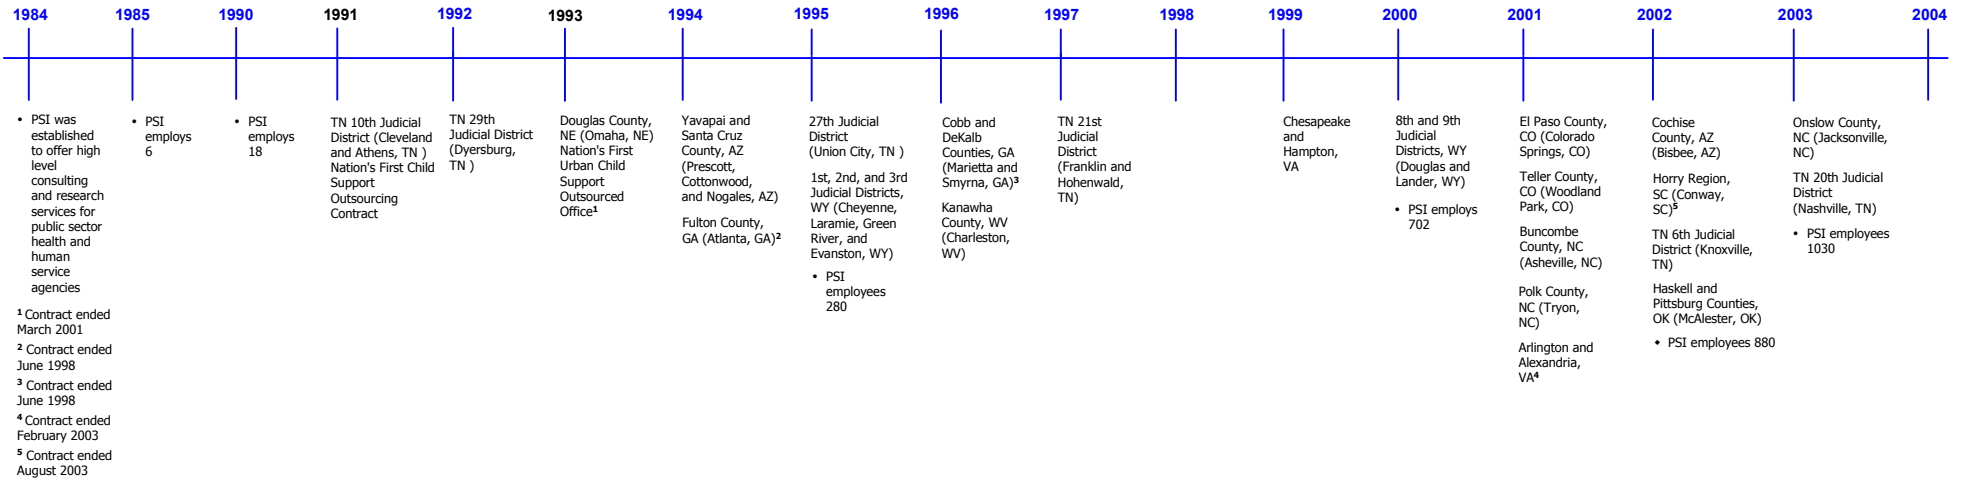 1984 1985 1990 1991 1992 1993 1994 1995 1996 1997 1998 1999 2000 2001 2002 2003 2004
• PSI was
established
to offer high
level
consulting
and research
services for
public sector
health and
human
service
agencies
¹ Contract ended
March 2001
² Contract ended
June 1998
³ Contract ended
June 1998
⁴ Contract ended
February 2003
⁵ Contract ended
August 2003
• PSI
employs
6
• PSI
employs
18
TN 10th Judicial
District (Cleveland
and Athens, TN )
Nation's First Child
Support
Outsourcing
Contract
TN 29th
Judicial District
(Dyersburg,
TN )
Douglas County,
NE (Omaha, NE)
Nation's First
Urban Child
Support
Outsourced
Office¹
Yavapai and
Santa Cruz
County, AZ
(Prescott,
Cottonwood,
and Nogales, AZ)
Fulton County,
GA (Atlanta, GA)²
27th Judicial
District
(Union City, TN )
1st, 2nd, and 3rd
Judicial Districts,
WY (Cheyenne,
Laramie, Green
River, and
Evanston, WY)
• PSI
employees
280
Cobb and
DeKalb
Counties, GA
(Marietta and
Smyrna, GA)³
Kanawha
County, WV
(Charleston,
WV)
TN 21st
Judicial
District
(Franklin and
Hohenwald,
TN)
Chesapeake
and
Hampton,
VA
8th and 9th
Judicial
Districts, WY
(Douglas and
Lander, WY)
• PSI employs
702
El Paso County,
CO (Colorado
Springs, CO)
Teller County,
CO (Woodland
Park, CO)
Buncombe
County, NC
(Asheville, NC)
Polk County,
NC (Tryon,
NC)
Arlington and
Alexandria,
VA⁴
Cochise
County, AZ
(Bisbee, AZ)
Horry Region,
SC (Conway,
SC)⁵
TN 6th Judicial
District (Knoxville,
TN)
Haskell and
Pittsburg Counties,
OK (McAlester, OK)
◆ PSI employees 880
Onslow County,
NC (Jacksonville,
NC)
TN 20th Judicial
District
(Nashville, TN)
• PSI employees
1030